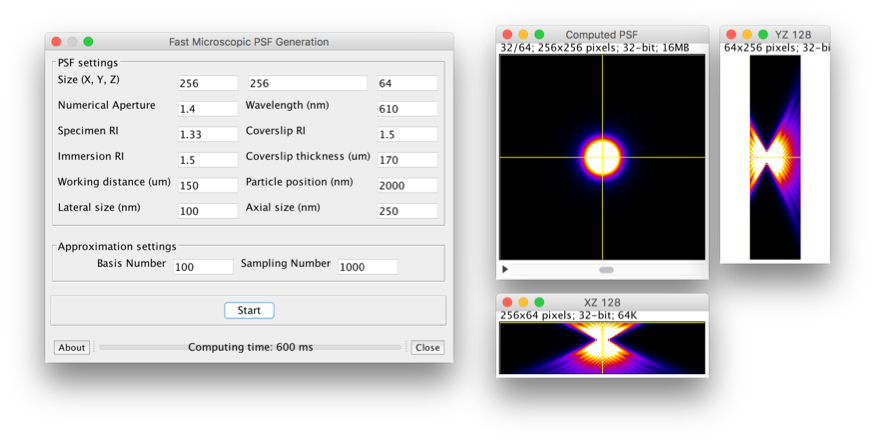 Fast Microscopic PSF Generation
PSF settings
Size (X, Y, Z) 256 256 64
Numerical Aperture 1.4 Wavelength (nm) 610
Specimen RI 1.33 Coverslip RI 1.5
Immersion RI 1.5 Coverslip thickness (um) 170
Working distance (um) 150 Particle position (nm) 2000
Lateral size (nm) 100 Axial size (nm) 250
Approximation settings
Basis Number 100 Sampling Number 1000
Start
About Computing time: 600 ms Close
Computed PSF
32/64; 256x256 pixels; 32-bit; 16MB
YZ 128
64x256 pixels; 32-bi
XZ 128
256x64 pixels; 32-bit; 64K